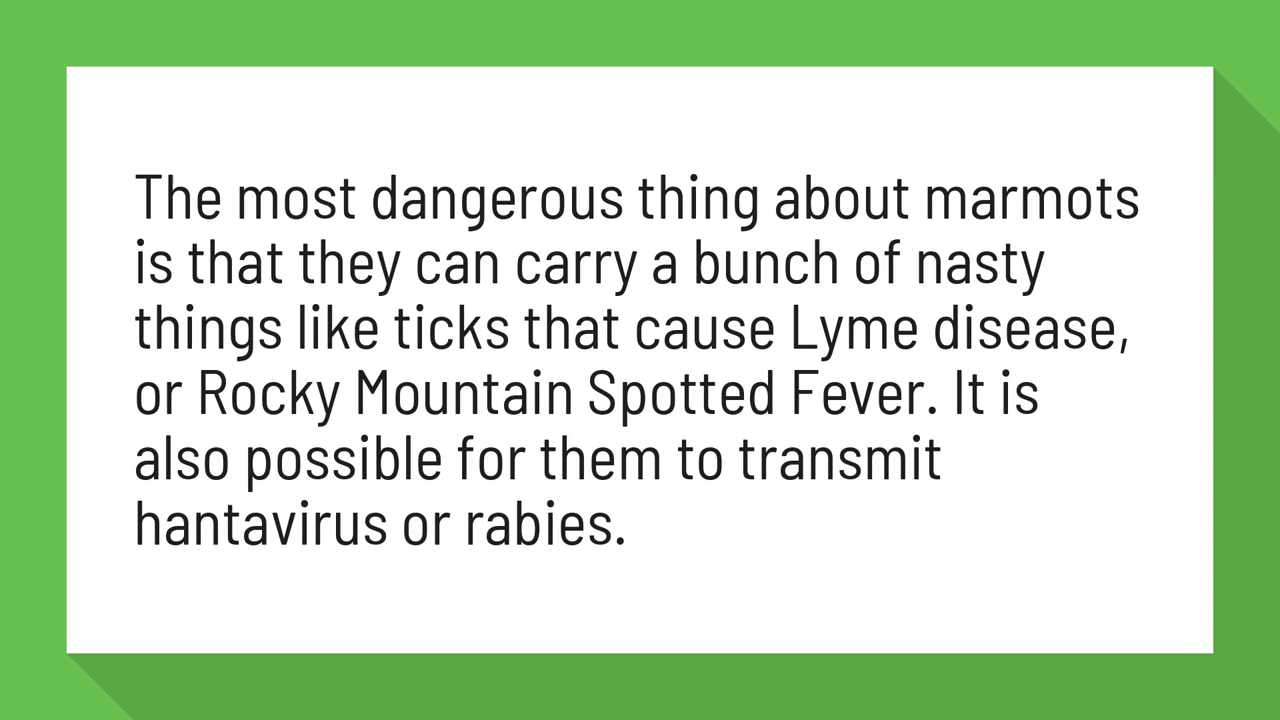 The most dangerous thing about marmots
is that they can carry a bunch of nasty
things like ticks that cause Lyme disease,
or Rocky Mountain Spotted Fever. It is
also possible for them to transmit
hantavirus or rabies.